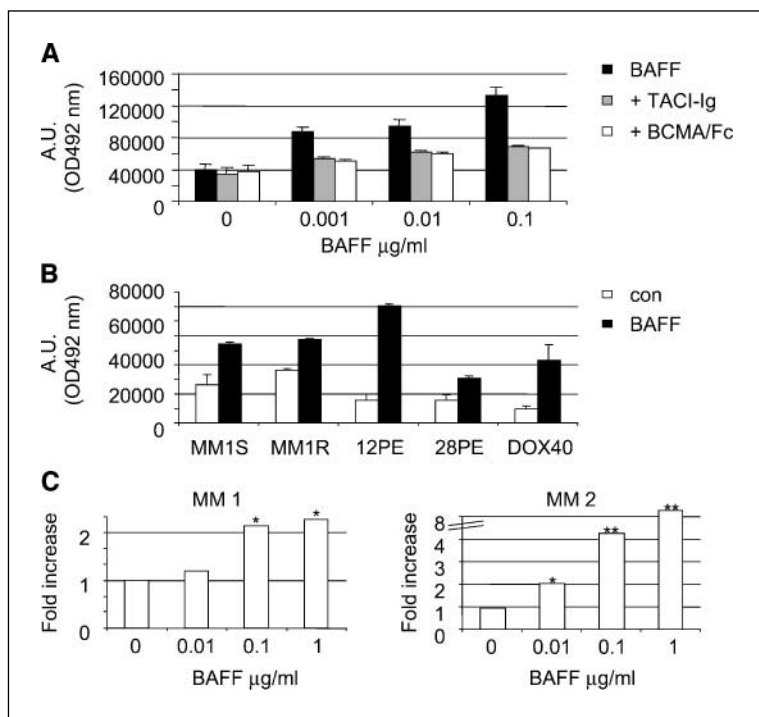 A
160000
120000
80000
40000
0
A.U.
(OD492 nm)
0 0.001 0.01 0.1
BAFF µg/ml
BAFF
+ TACI-Ig
+ BCMA/Fc
B
80000
60000
40000
20000
0
A.U.
(OD492 nm)
MM1S MM1R 12PE 28PE DOX40
con
BAFF
C
MM 1
2
1
0
Fold increase
* *
0 0.01 0.1 1
BAFF µg/ml
MM 2
8
4
3
2
1
0
Fold increase
* ** **
0 0.01 0.1 1
BAFF µg/ml